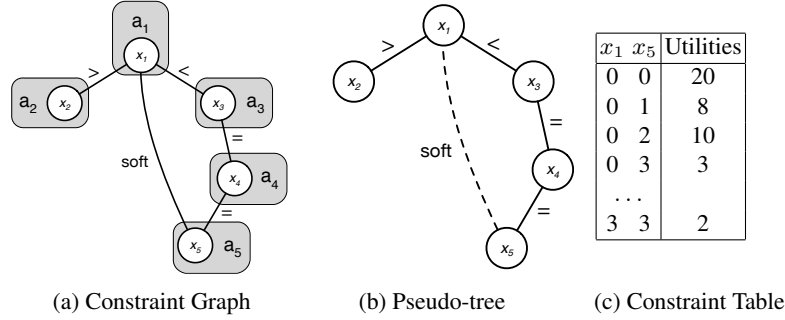 a1
x1
>
<
a2
x2
x3
a3
=
soft
x4
a4
=
x5
a5
(a) Constraint Graph
x1
>
<
x2
x3
=
soft
x4
=
x5
(b) Pseudo-tree
x1 x5 Utilities
0 0 20
0 1 8
0 2 10
0 3 3
...
3 3 2
(c) Constraint Table